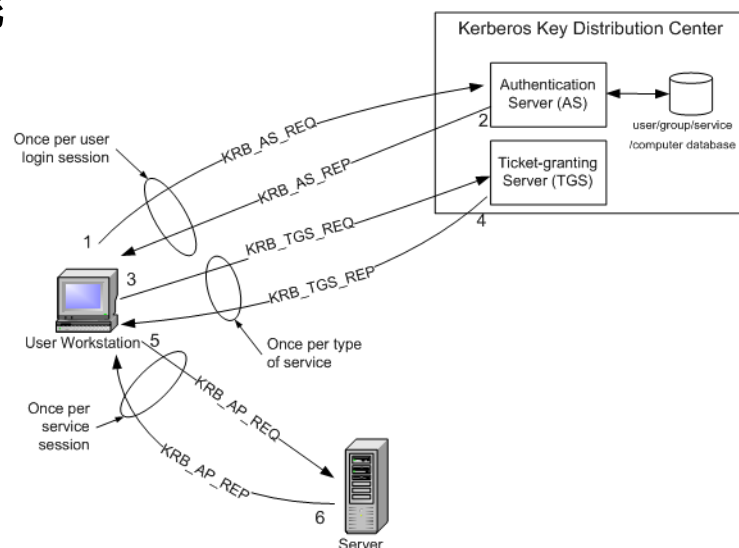 Kerberos Key Distribution Center
Authentication
Server (AS)
2
user/group/service
/computer database
Once per user
login session
KRB_AS_REQ
KRB_AS_REP
Ticket-granting
Server (TGS)
4
1
KRB_TGS_REQ
3
KRB_TGS_REP
User Workstation
5
Once per type
of service
Once per
service
session
KRB_AP_REQ
KRB_AP_REP
6
Server